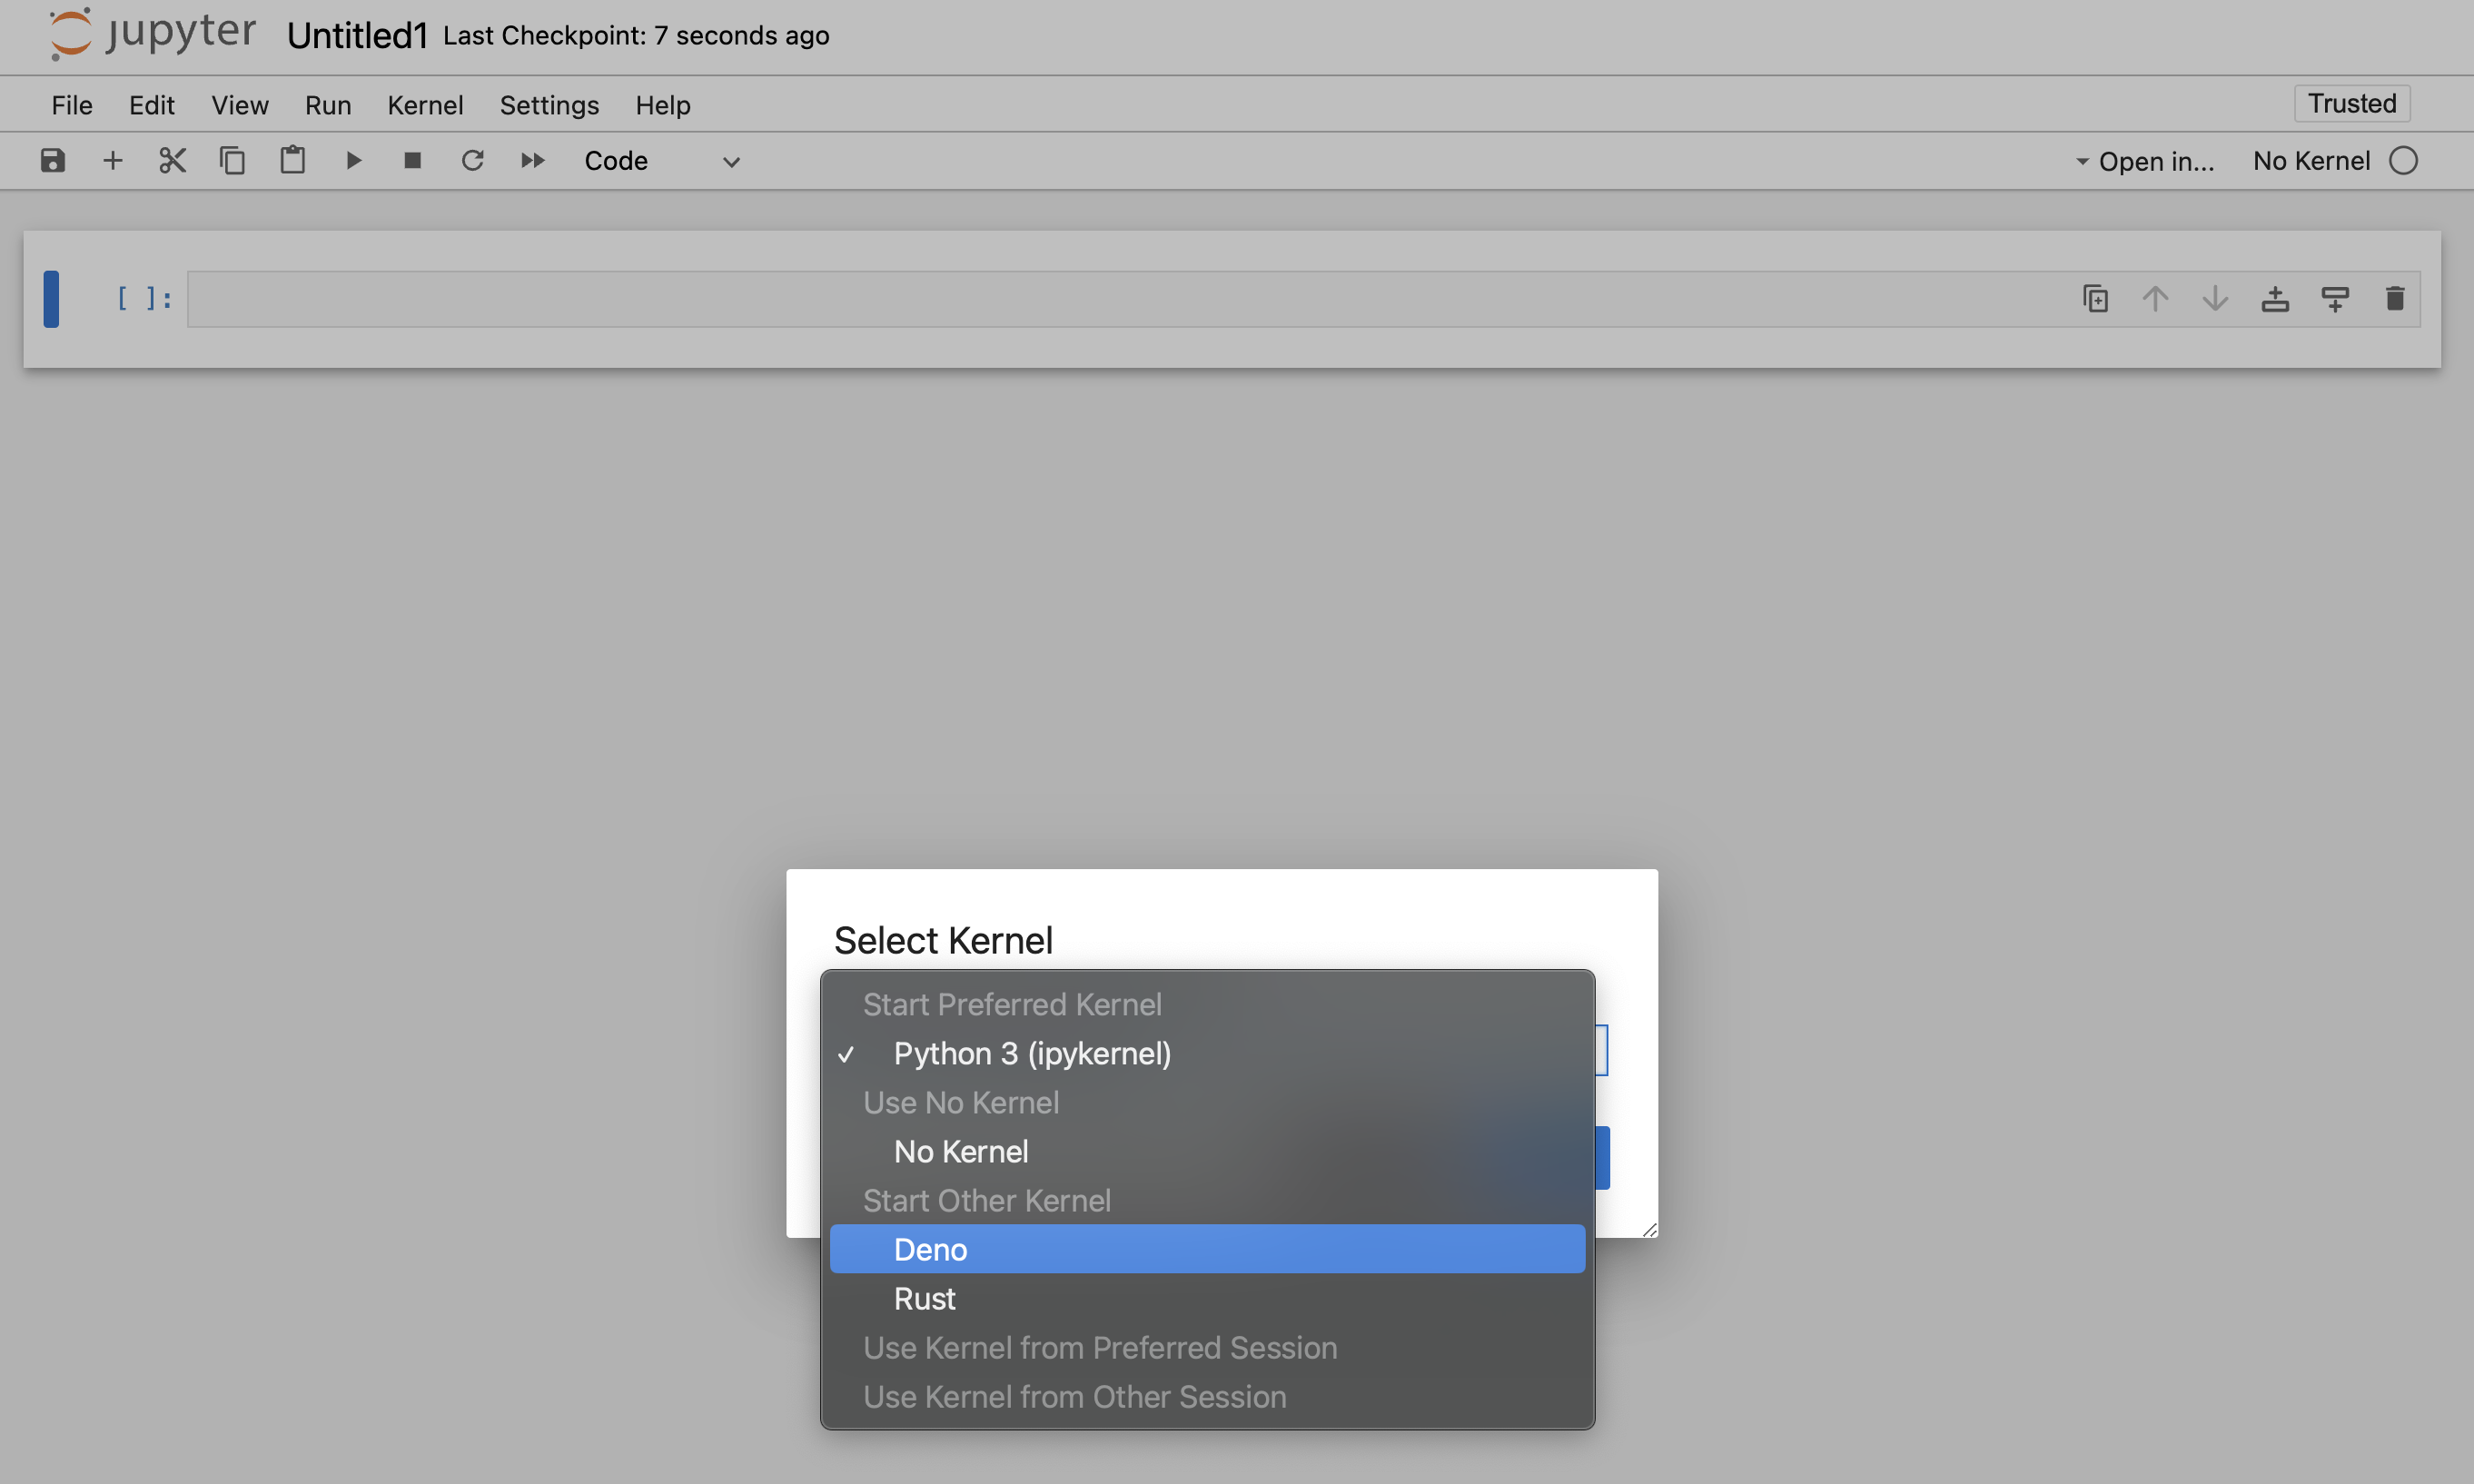 jupyter Untitled1 Last Checkpoint: 7 seconds ago
File Edit View Run Kernel Settings Help Trusted
Code Open in... No Kernel
[ ]:
Select Kernel
Start Preferred Kernel
✓ Python 3 (ipykernel)
Use No Kernel
No Kernel
Start Other Kernel
Deno
Rust
Use Kernel from Preferred Session
Use Kernel from Other Session